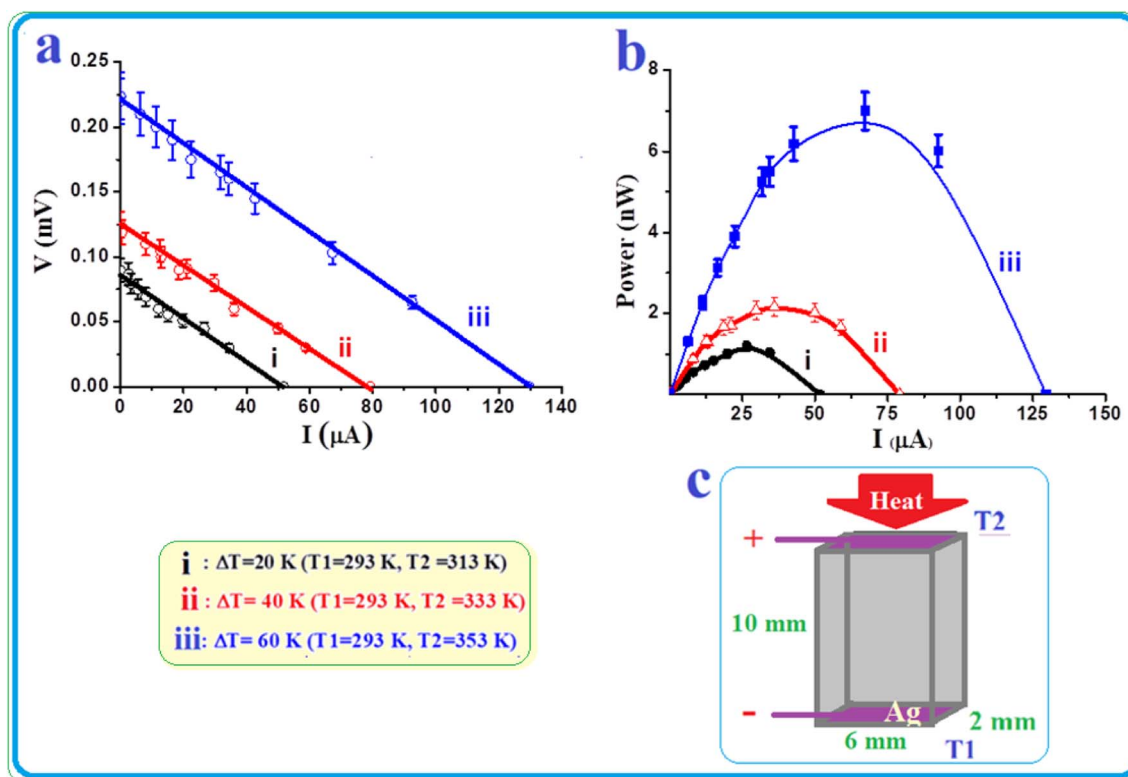 a
0.25
0.20
0.15
0.10
0.05
0.00
V (mV)
0 20 40 60 80 100 120 140
I (μA)
i
ii
iii
b
8
6
4
2
Power (nW)
25 50 75 100 125 150
I (μA)
i
ii
iii
i : ΔT=20 K (T1=293 K, T2 =313 K)
ii : ΔT= 40 K (T1=293 K, T2 =333 K)
iii: ΔT= 60 K (T1=293 K, T2=353 K)
c
Heat
T2
+
10 mm
-
Ag
2 mm
6 mm
T1